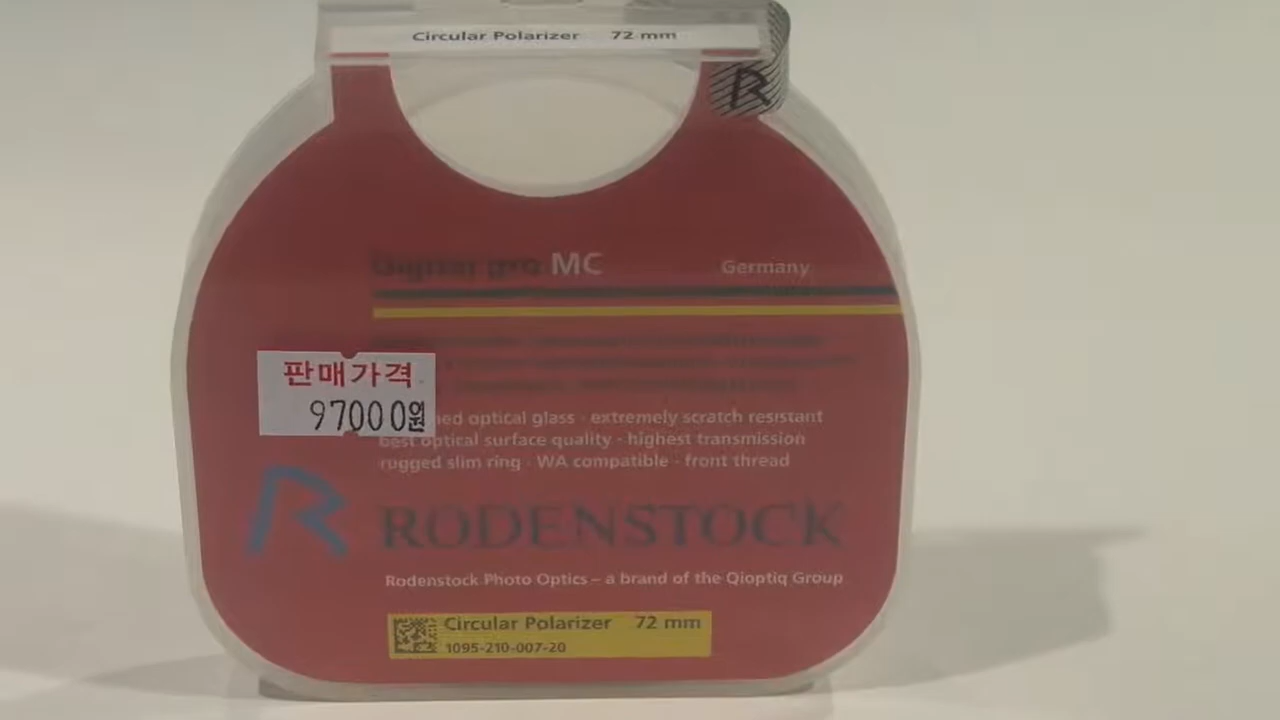 Circular Polarizer 72 mm
R
Digital pro MC Germany
판매가격
97000원
optical glass · extremely scratch resistant
best optical surface quality · highest transmission
rugged slim ring · WA compatible · front thread
R RODENSTOCK
Rodenstock Photo Optics – a brand of the Qioptiq Group
Circular Polarizer 72 mm
1095-210-007-20